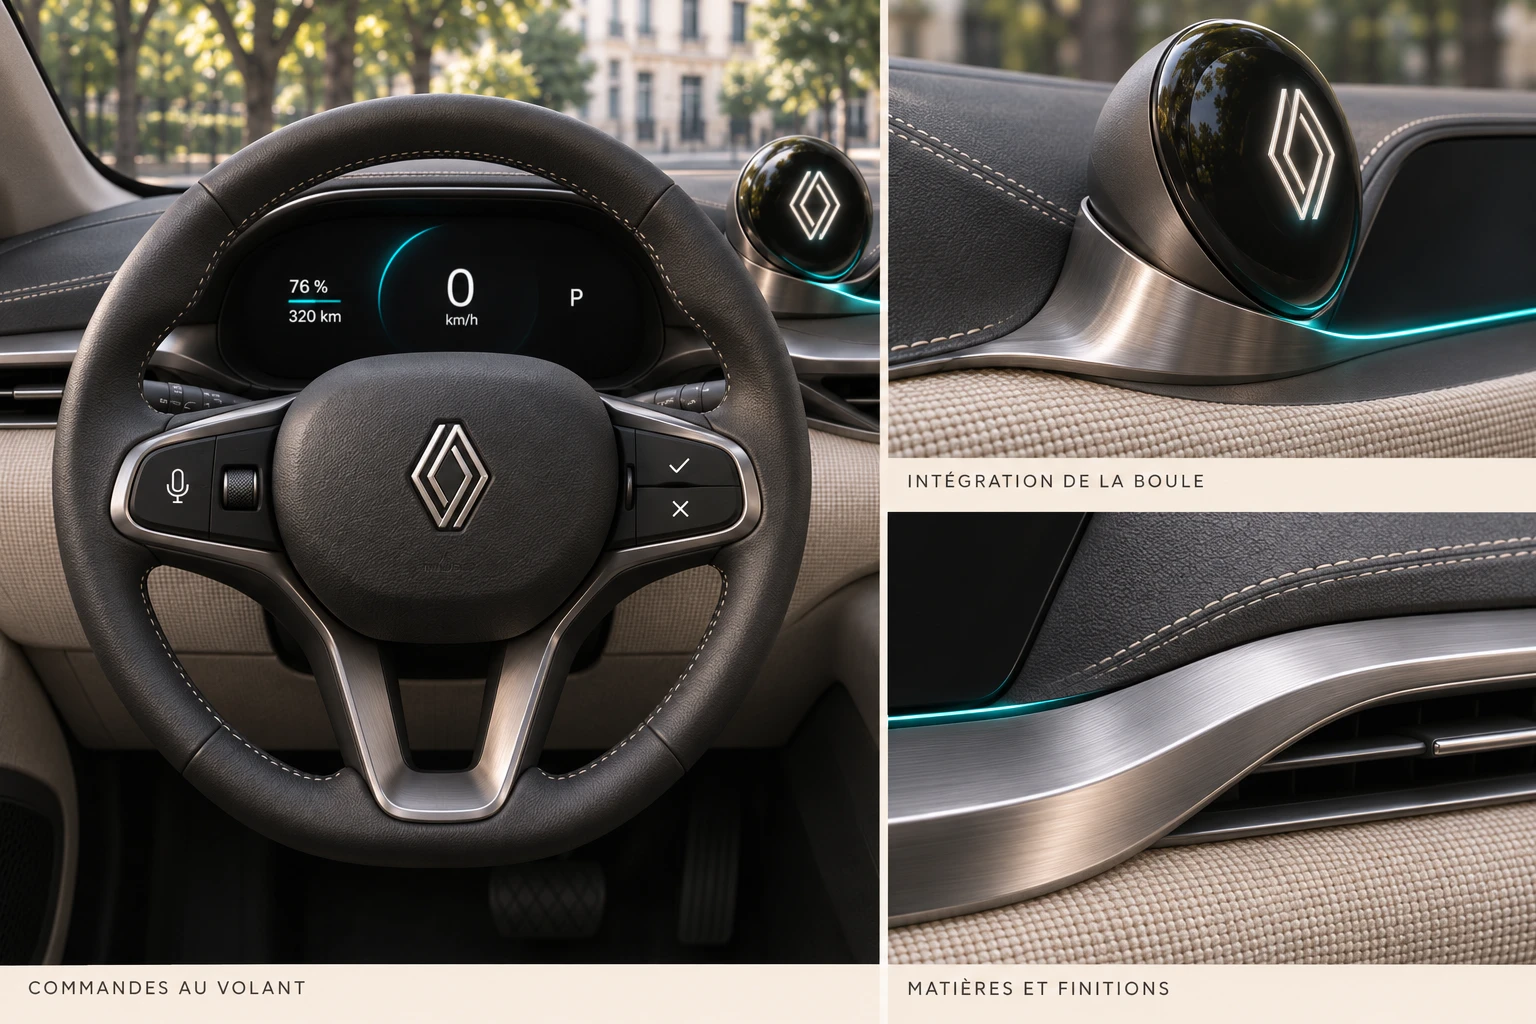 76 %
320 km
0
km/h
P
COMMANDES AU VOLANT
INTÉGRATION DE LA BOULE
MATIÈRES ET FINITIONS